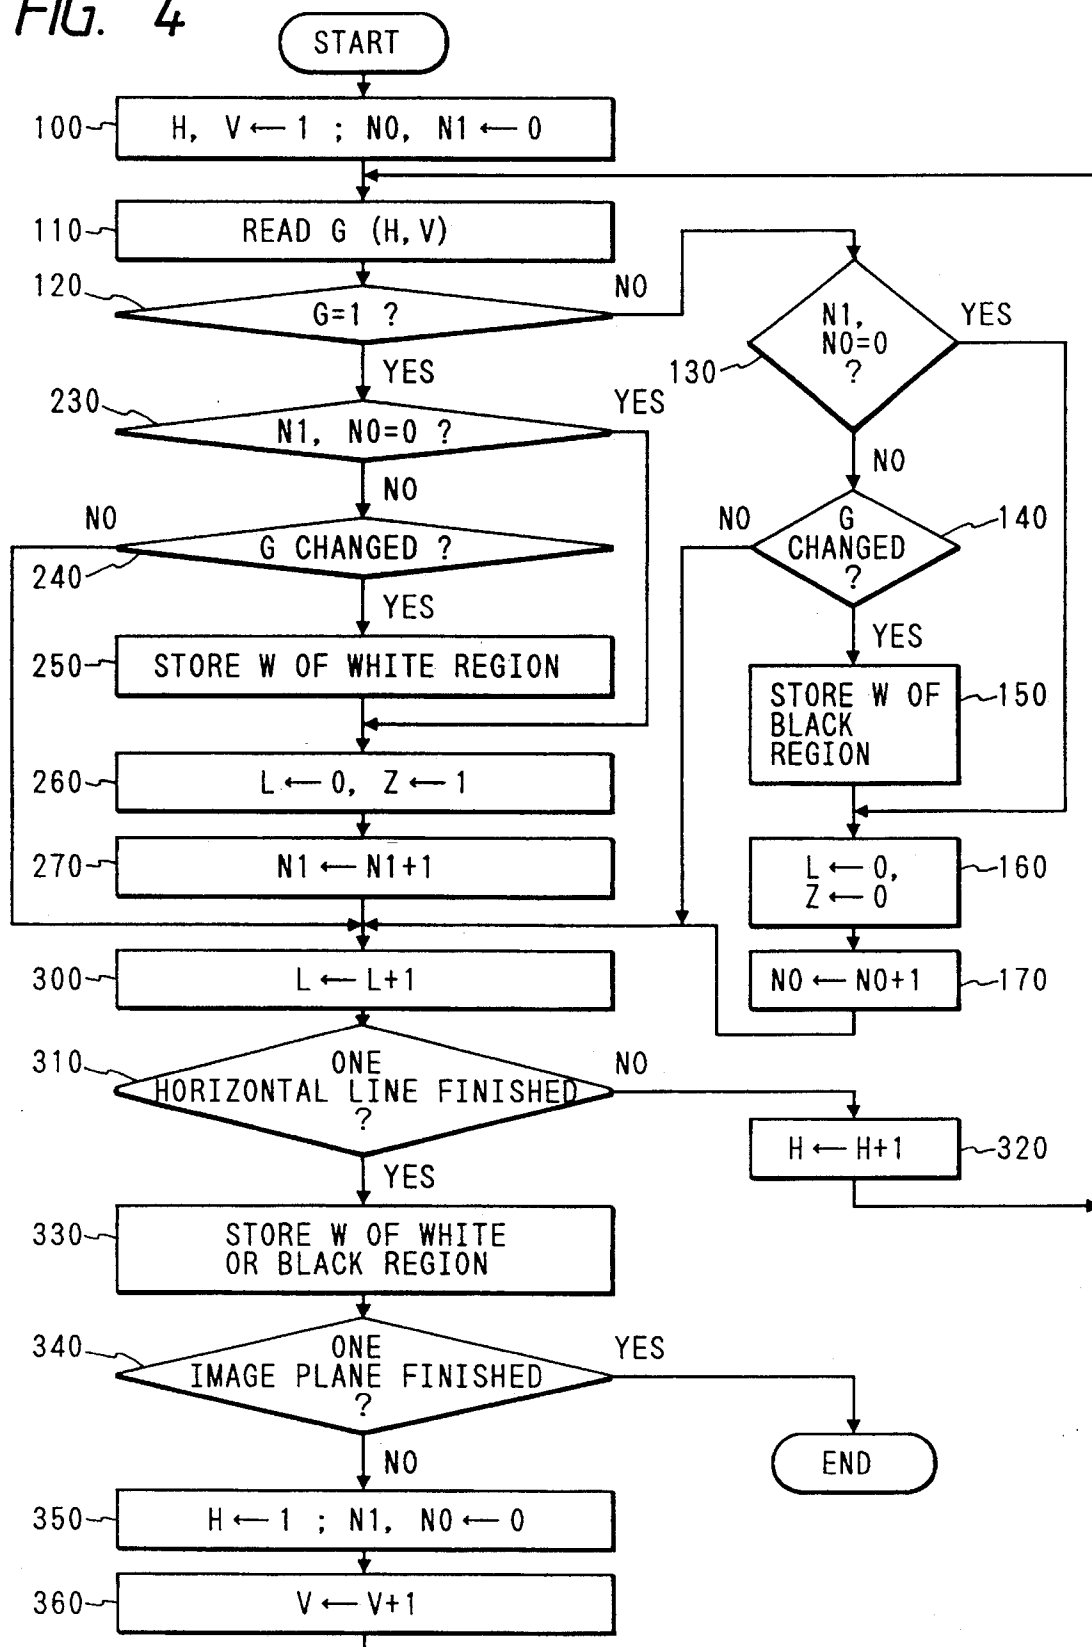 FIG. 4
START
100
H, V ← 1 ; N0, N1 ← 0
110
READ G (H, V)
120
G=1 ?
NO
YES
N1,
N0=0
?
130
YES
NO
230
N1, N0=0 ?
YES
NO
240
G CHANGED ?
NO
YES
G
CHANGED
?
140
NO
YES
250
STORE W OF WHITE REGION
STORE W OF
BLACK
REGION
150
260
L ← 0, Z ← 1
270
N1 ← N1+1
L ← 0,
Z ← 0
160
N0 ← N0+1
170
300
L ← L+1
310
ONE
HORIZONTAL LINE FINISHED
?
NO
YES
H ← H+1
320
330
STORE W OF WHITE
OR BLACK REGION
340
ONE
IMAGE PLANE FINISHED
?
YES
NO
END
350
H ← 1 ; N1, N0 ← 0
360
V ← V+1